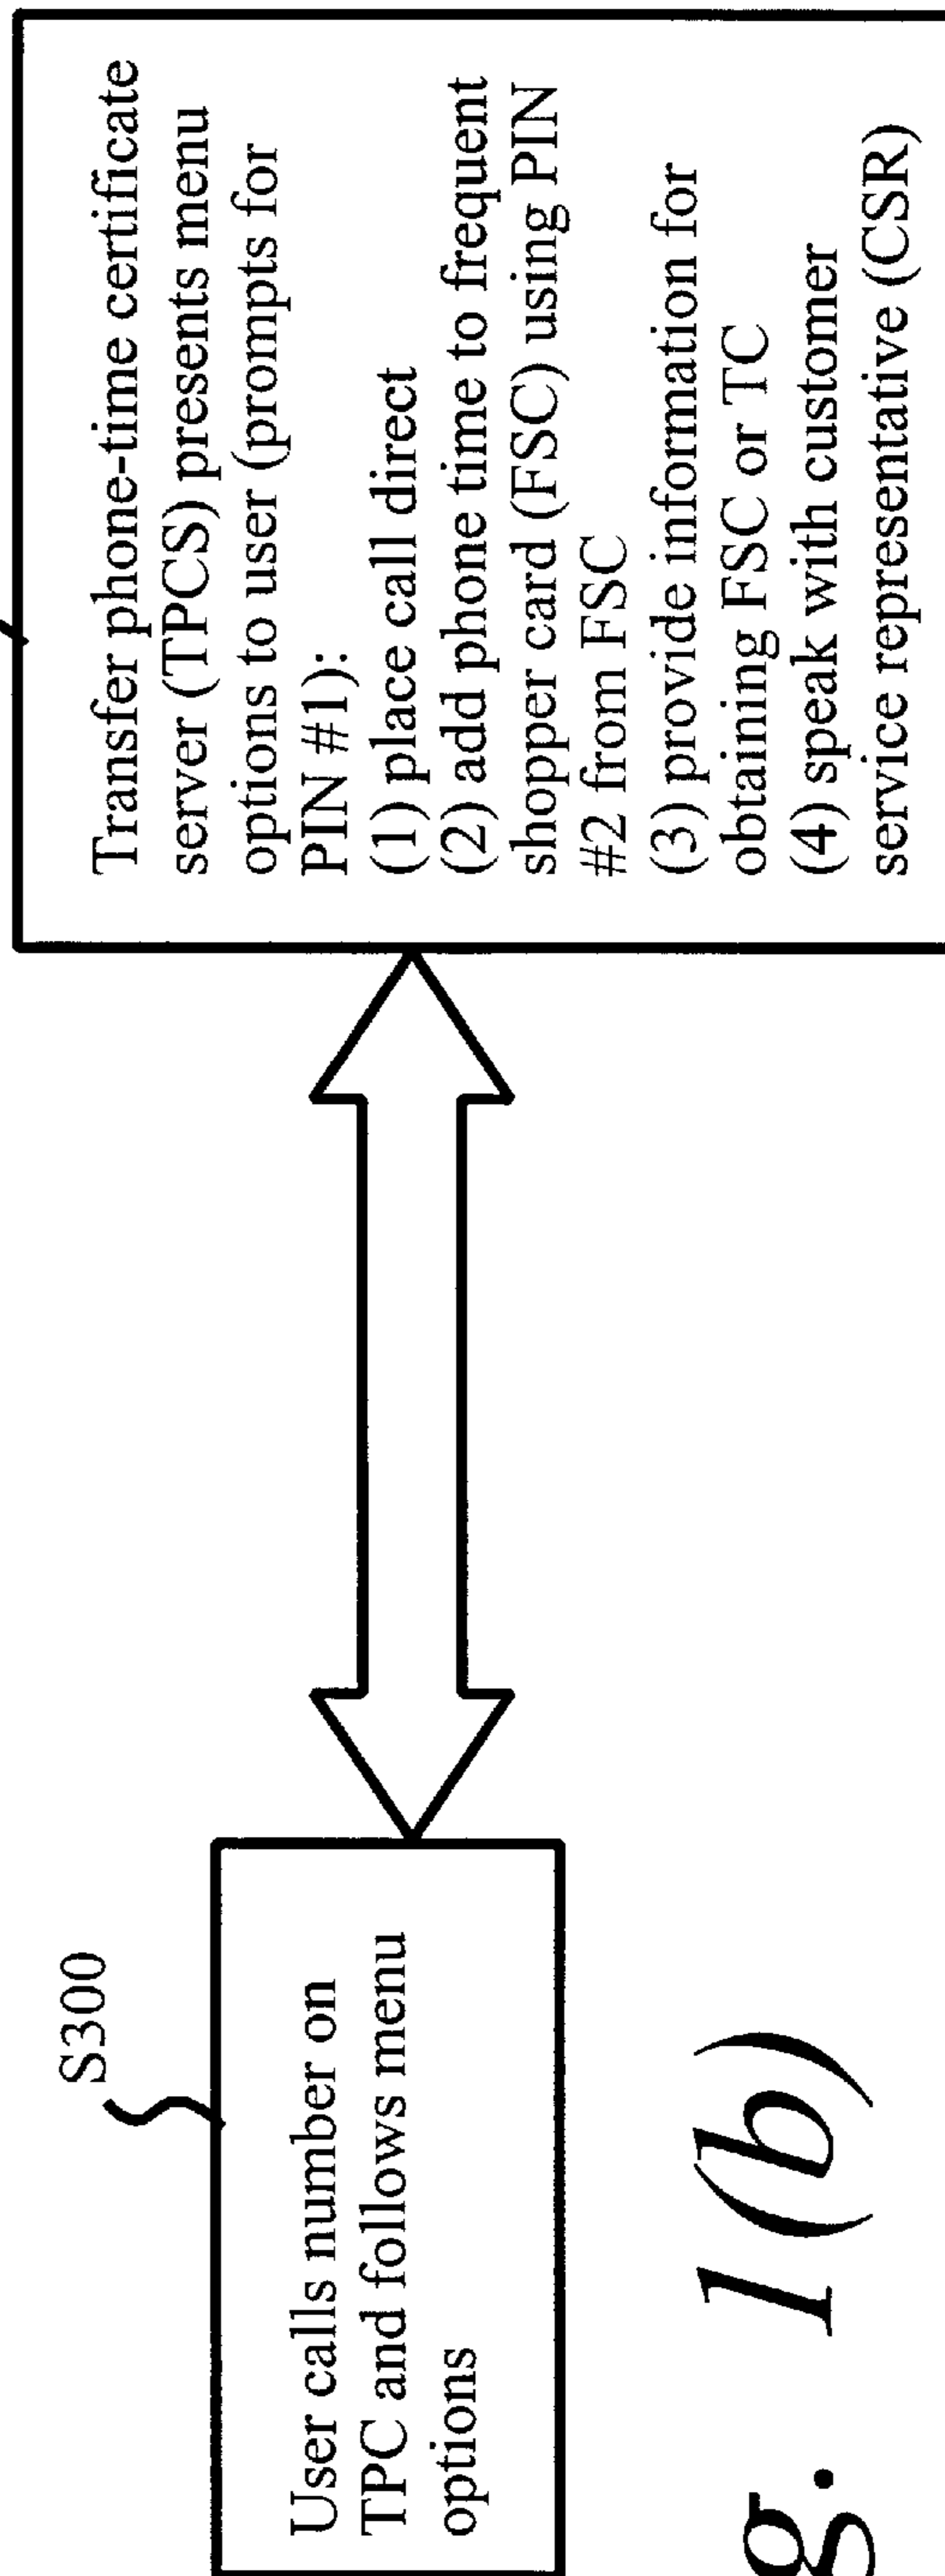 S300
User calls number on
TPC and follows menu
options
Transfer phone-time certificate
server (TPCS) presents menu
options to user (prompts for
PIN #1):
(1) place call direct
(2) add phone time to frequent
shopper card (FSC) using PIN
#2 from FSC
(3) provide information for
obtaining FSC or TC
(4) speak with customer
service representative (CSR)
g. 1(b)